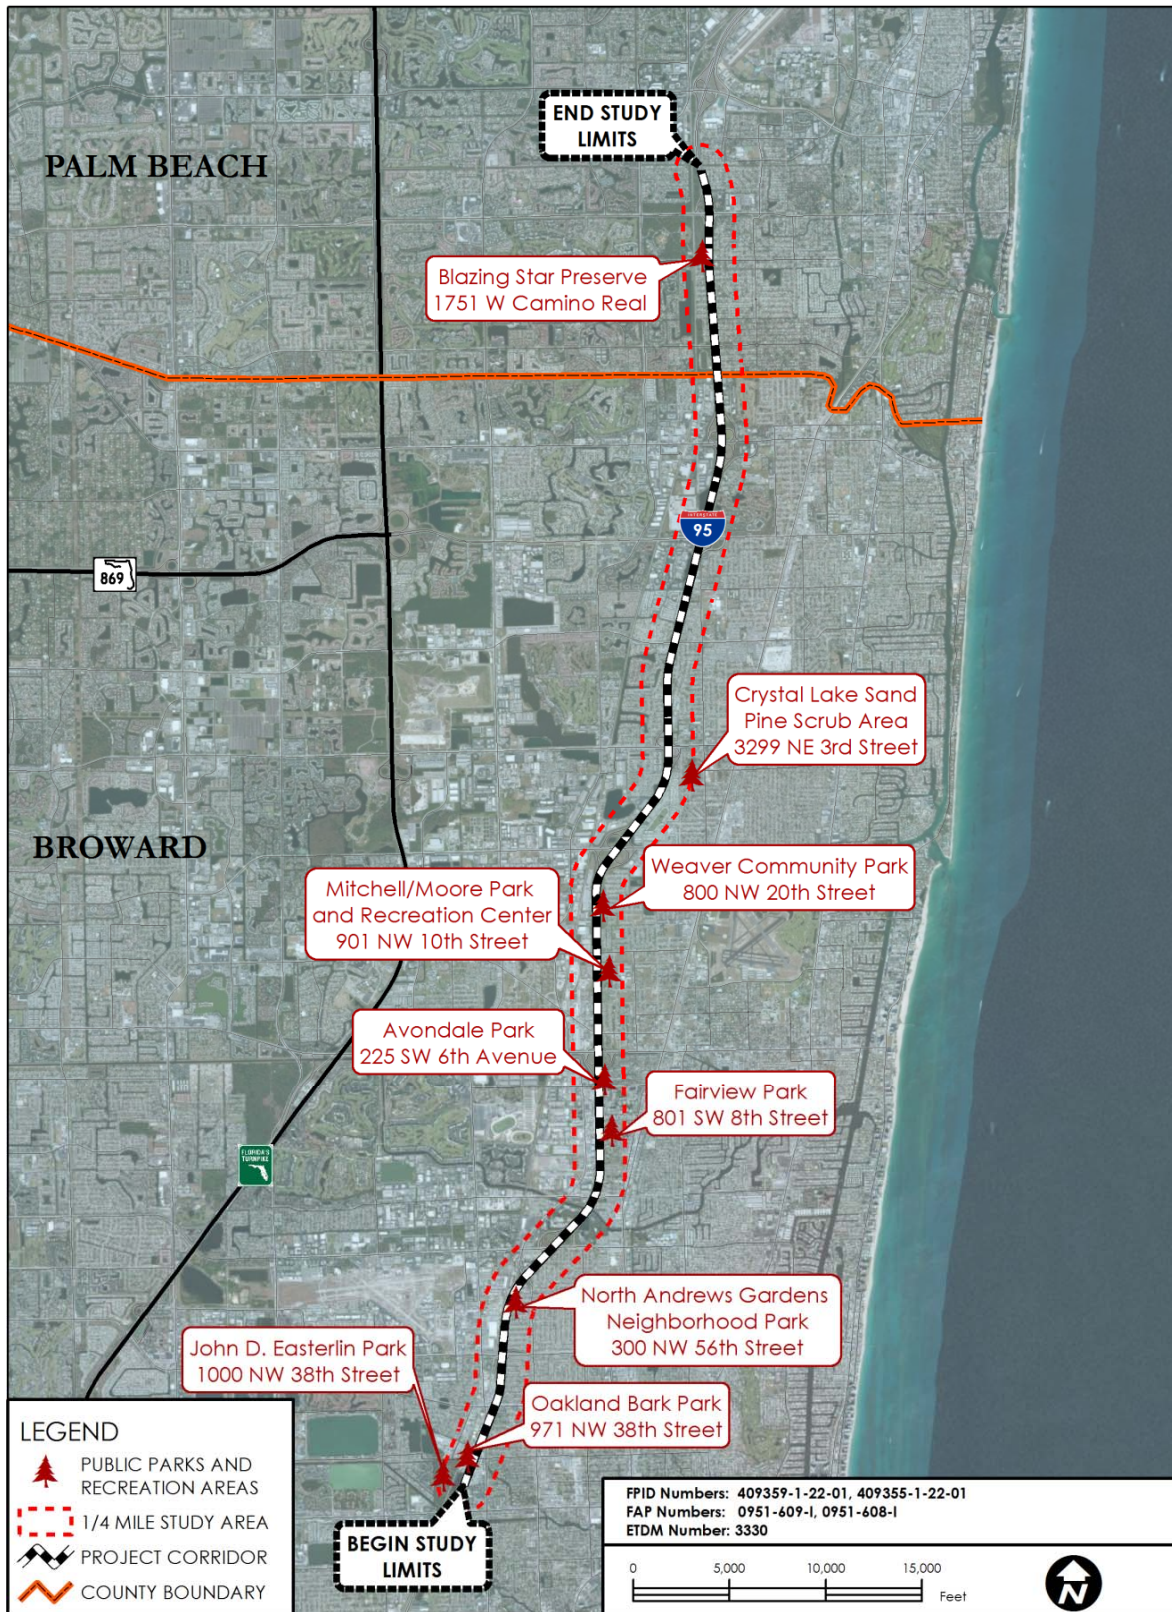 END STUDY
LIMITS
PALM BEACH
Blazing Star Preserve
1751 W Camino Real
INTERSTATE
95
869
Crystal Lake Sand
Pine Scrub Area
3299 NE 3rd Street
BROWARD
Weaver Community Park
800 NW 20th Street
Mitchell/Moore Park
and Recreation Center
901 NW 10th Street
Avondale Park
225 SW 6th Avenue
Fairview Park
801 SW 8th Street
FLORIDA'S
TURNPIKE
North Andrews Gardens
Neighborhood Park
300 NW 56th Street
John D. Easterlin Park
1000 NW 38th Street
Oakland Bark Park
971 NW 38th Street
BEGIN STUDY
LIMITS
LEGEND
PUBLIC PARKS AND
RECREATION AREAS
1/4 MILE STUDY AREA
PROJECT CORRIDOR
COUNTY BOUNDARY
FPID Numbers: 409359-1-22-01, 409355-1-22-01
FAP Numbers: 0951-609-I, 0951-608-I
ETDM Number: 3330
0 5,000 10,000 15,000
Feet
N